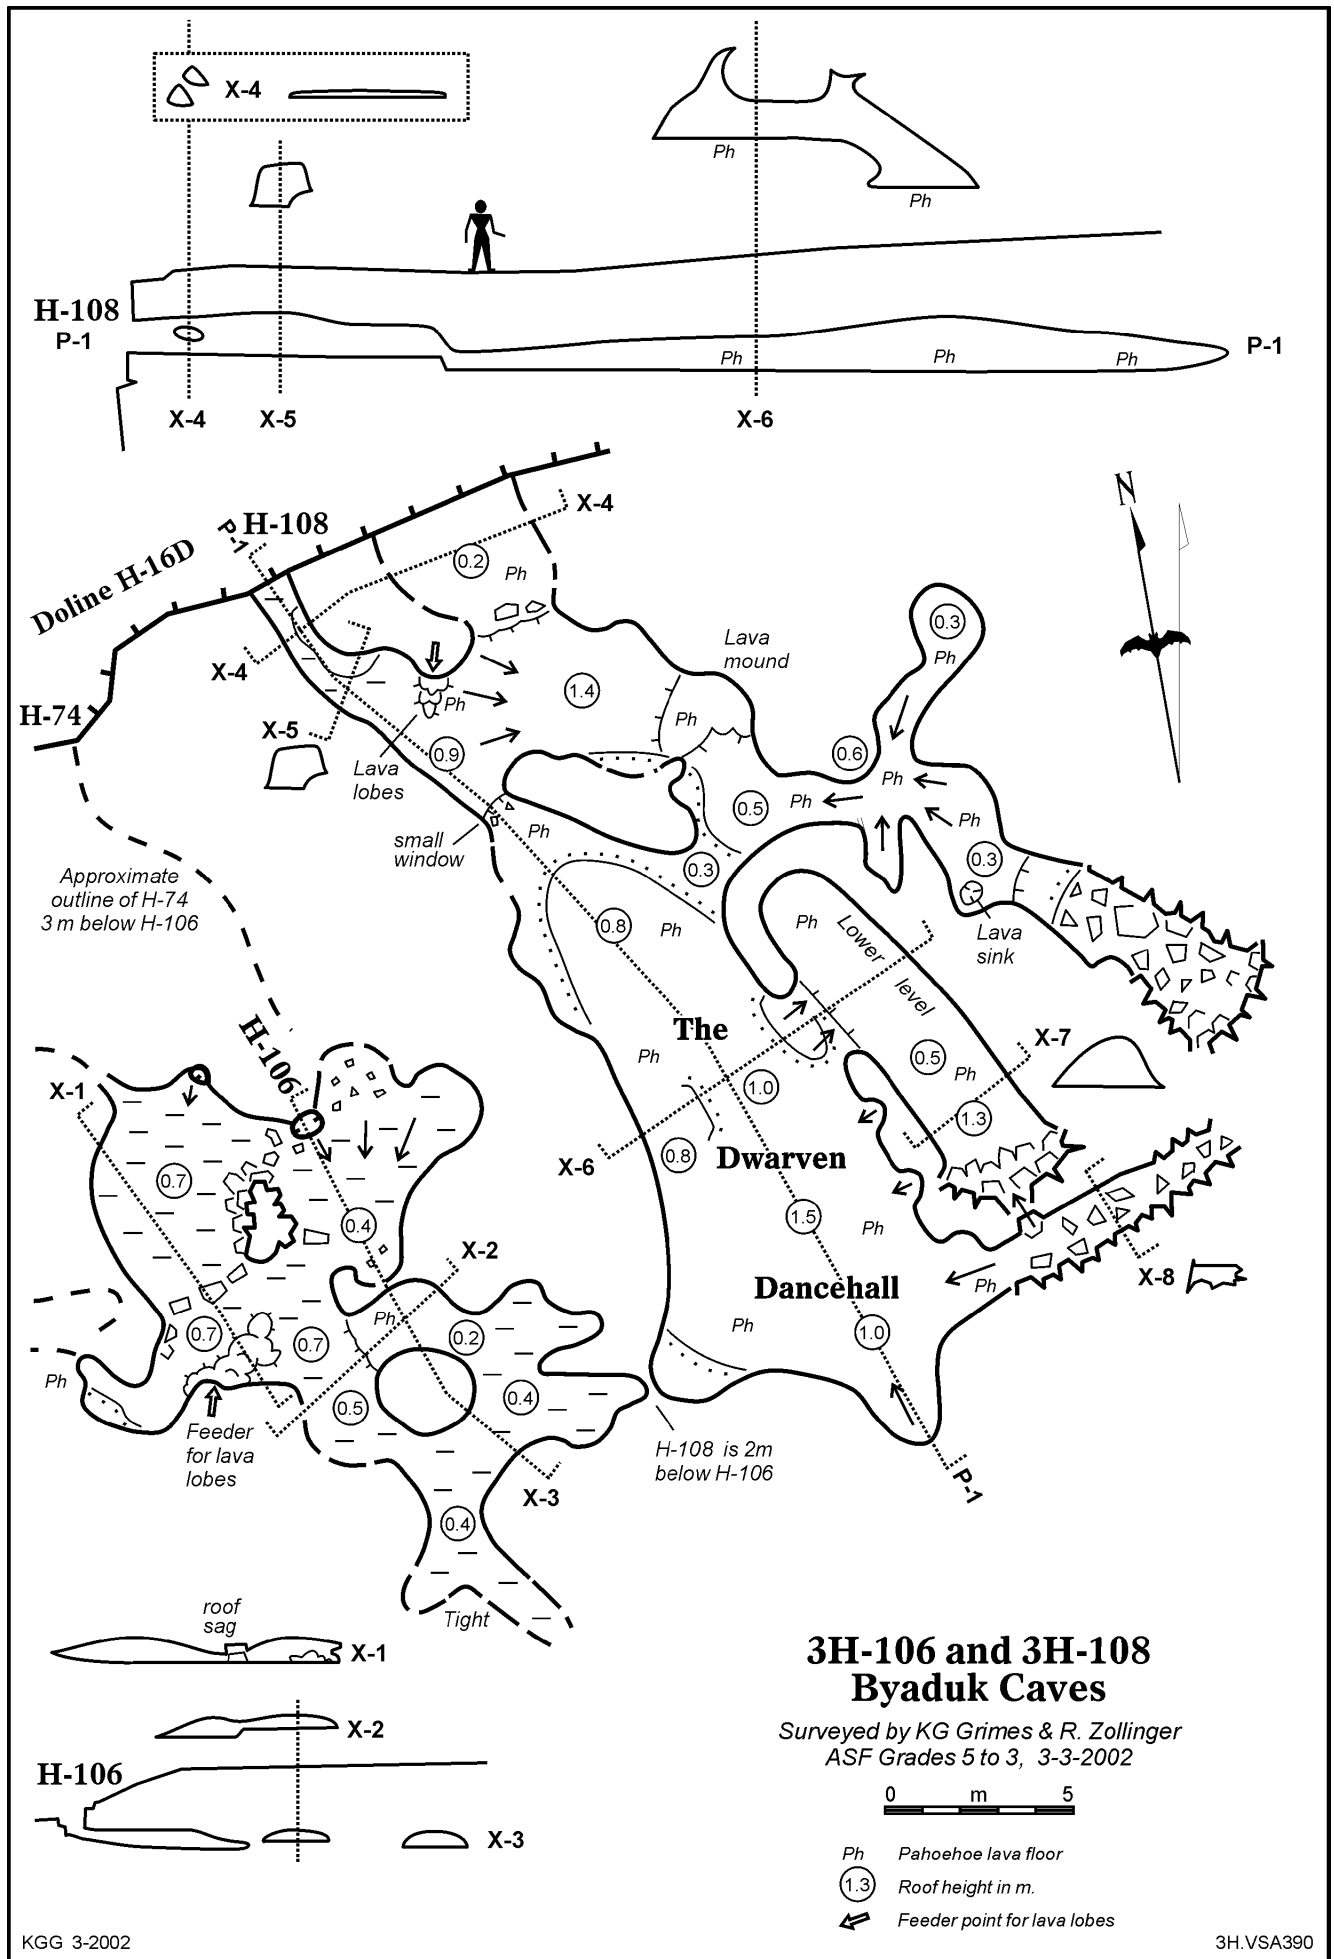 X-4
Ph
Ph
H-108
P-1
Ph
Ph
Ph
P-1
X-4
X-5
X-6
N
P-1
H-108
X-4
Doline H-16D
0.2
Ph
X-4
H-74
X-5
Lava
lobes
Ph
0.9
1.4
Lava
mound
Ph
0.3
Ph
0.6
Ph
0.5
Ph
Ph
0.3
Lava
sink
small
window
Ph
0.3
Approximate
outline of H-74
3 m below H-106
0.8
Ph
Ph
Lower
level
0.5
Ph
1.3
X-7
The
Ph
1.0
X-6
0.8
Dwarven
1.5
Ph
Dancehall
Ph
X-8
Ph
1.0
P-1
H-106
X-1
0.7
0.4
X-2
Ph
0.7
0.7
0.2
Ph
0.5
0.4
Feeder
for lava
lobes
H-108 is 2m
below H-106
X-3
0.4
Tight
roof
sag
X-1
X-2
H-106
X-3
3H-106 and 3H-108
Byaduk Caves
Surveyed by KG Grimes & R. Zollinger
ASF Grades 5 to 3, 3-3-2002
0 m 5
Ph Pahoehoe lava floor
1.3 Roof height in m.
Feeder point for lava lobes
KGG 3-2002
3H.VSA390